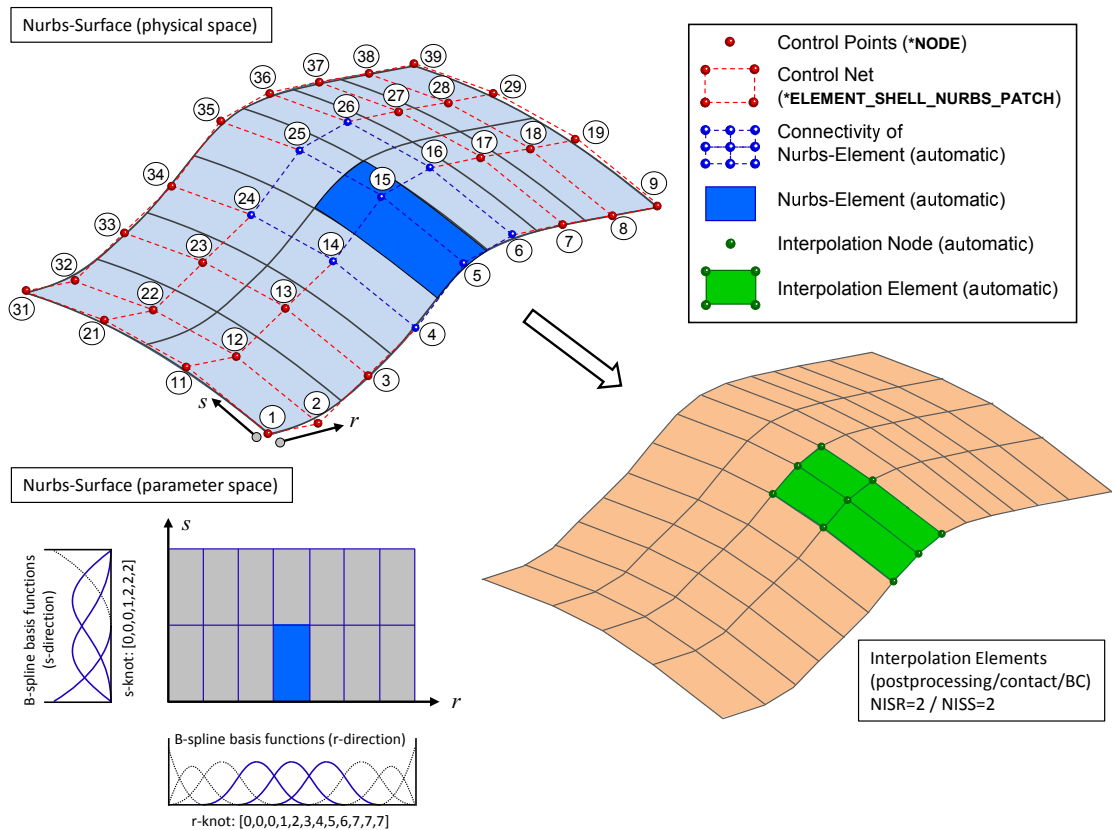 Nurbs-Surface (physical space)
39
38
37
36
29
28
27
26
35
19
18
17
16
25
15
34
24
9
8
7
6
33
23
14
5
32
22
13
4
31
21
12
3
11
2
1
s
r
Control Points (*NODE)
Control Net
(*ELEMENT_SHELL_NURBS_PATCH)
Connectivity of
Nurbs-Element (automatic)
Nurbs-Element (automatic)
Interpolation Node (automatic)
Interpolation Element (automatic)
Nurbs-Surface (parameter space)
s
r
B-spline basis functions
(s-direction)
s-knot: [0,0,0,1,2,2,2]
B-spline basis functions (r-direction)
r-knot: [0,0,0,1,2,3,4,5,6,7,7,7]
Interpolation Elements
(postprocessing/contact/BC)
NISR=2 / NISS=2